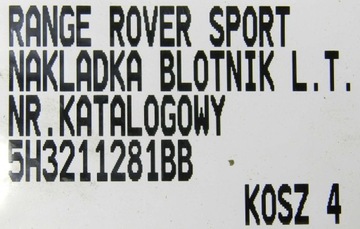 RANGE ROVER SPORT
NAKLADKA BLOTNIK L.T.
NR.KATALOGOWY
5H3211281BB
KOSZ 4